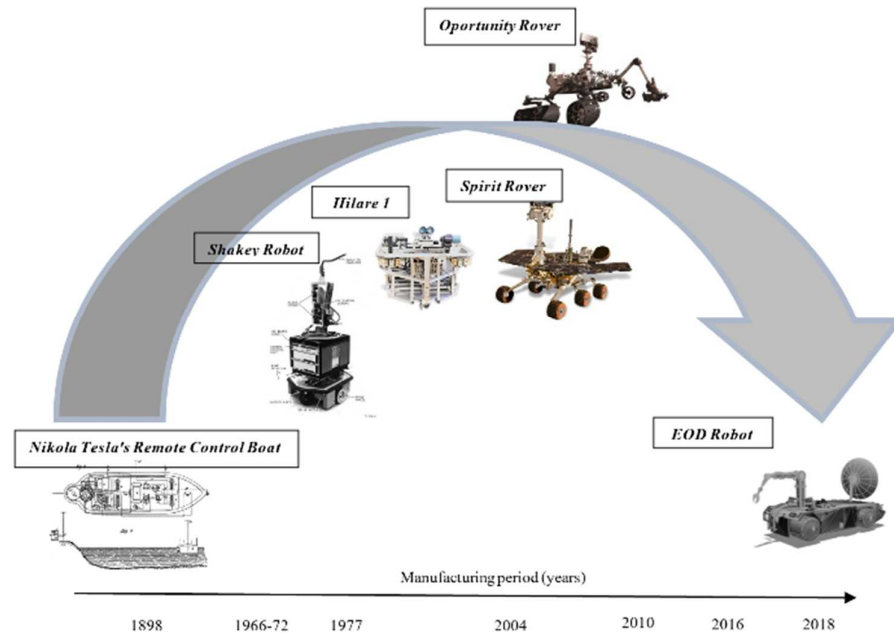 Oportunity Rover
Spirit Rover
Hilare 1
Shakey Robot
Nikola Tesla's Remote Control Boat
EOD Robot
Manufacturing period (years)
1898 1966-72 1977 2004 2010 2016 2018